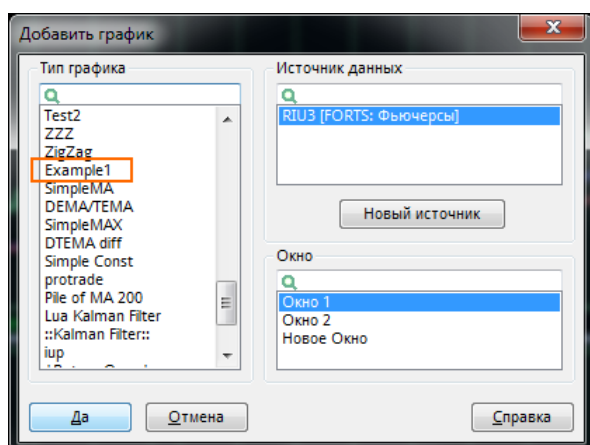 Добавить график
Тип графика
Test2
ZZZ
ZigZag
Example1
SimpleMA
DEMA/TEMA
SimpleMAX
DTEMA diff
Simple Const
protrade
Pile of MA 200
Lua Kalman Filter
::Kalman Filter::
iup
Источник данных
RIU3 [FORTS: Фьючерсы]
Новый источник
Окно
Окно 1
Окно 2
Новое Окно
Да
Отмена
Справка